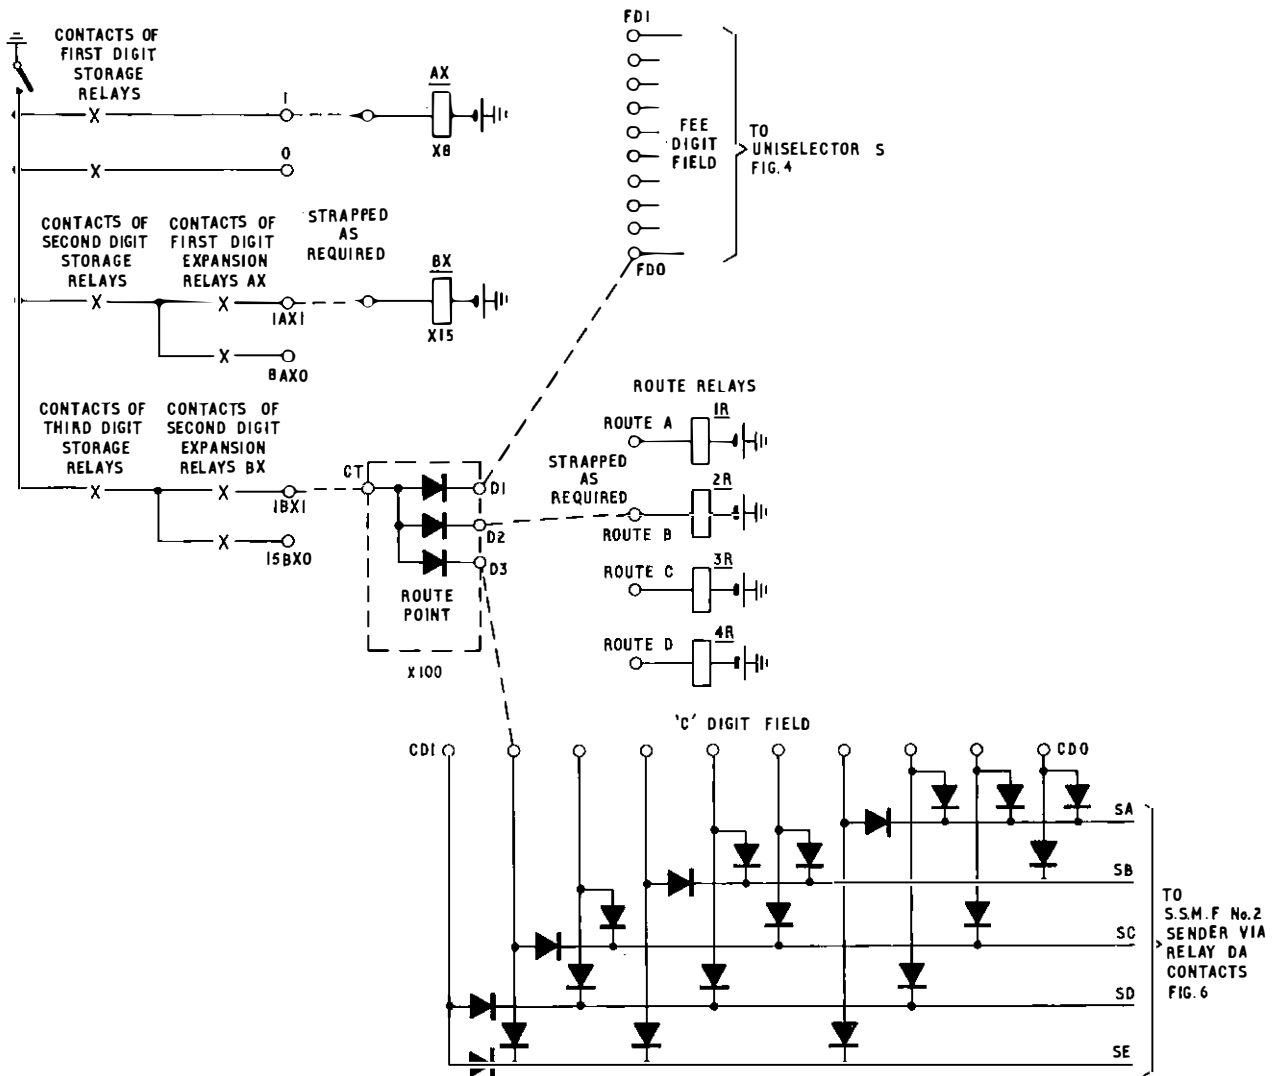 CONTACTS OF
FIRST DIGIT
STORAGE
RELAYS
1
0
AX
X8
FD1
FEE
DIGIT
FIELD
FD0
TO
UNISELECTOR S
FIG.4
CONTACTS OF
SECOND DIGIT
STORAGE
RELAYS
CONTACTS OF
FIRST DIGIT
EXPANSION
RELAYS AX
STRAPPED
AS
REQUIRED
1AX1
8AX0
BX
X15
CONTACTS OF
THIRD DIGIT
STORAGE
RELAYS
CONTACTS OF
SECOND DIGIT
EXPANSION
RELAYS BX
1BX1
15BX0
CT
D1
D2
D3
ROUTE
POINT
X100
STRAPPED
AS
REQUIRED
ROUTE RELAYS
ROUTE A
1R
ROUTE B
2R
ROUTE C
3R
ROUTE D
4R
'C' DIGIT FIELD
CD1
CD0
SA
SB
SC
SD
SE
TO
S.S.M.F No.2
SENDER VIA
RELAY DA
CONTACTS
FIG.6